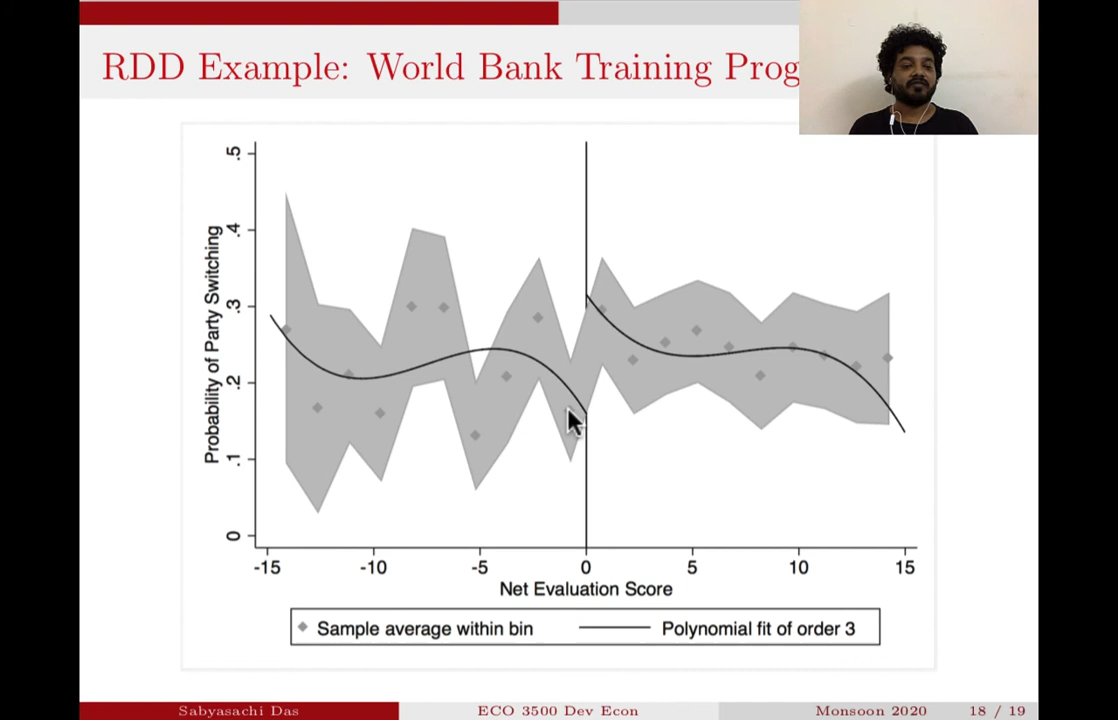 RDD Example: World Bank Training Prog
.5
.4
.3
.2
.1
0
Probability of Party Switching
-15 -10 -5 0 5 10 15
Net Evaluation Score
Sample average within bin Polynomial fit of order 3
Sabyasachi Das ECO 3500 Dev Econ Monsoon 2020 18 / 19